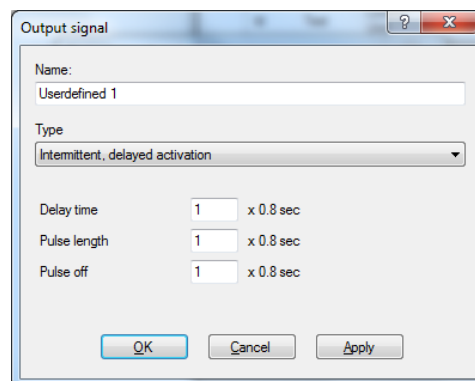 Output signal
Name:
Userdefined 1
Type
Intermittent, delayed activation
Delay time 1 x 0.8 sec
Pulse length 1 x 0.8 sec
Pulse off 1 x 0.8 sec
OK Cancel Apply